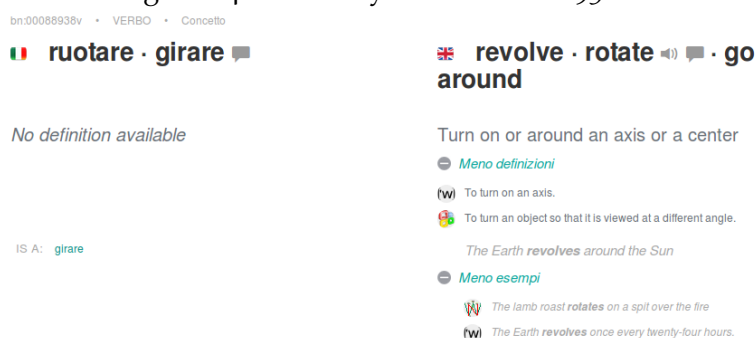 bn:00088938v • VERBO • Concetto
ruotare · girare
No definition available
IS A: girare
revolve · rotate · go
around
Turn on or around an axis or a center
Meno definizioni
To turn on an axis.
To turn an object so that it is viewed at a different angle.
The Earth revolves around the Sun
Meno esempi
The lamb roast rotates on a spit over the fire
The Earth revolves once every twenty-four hours.